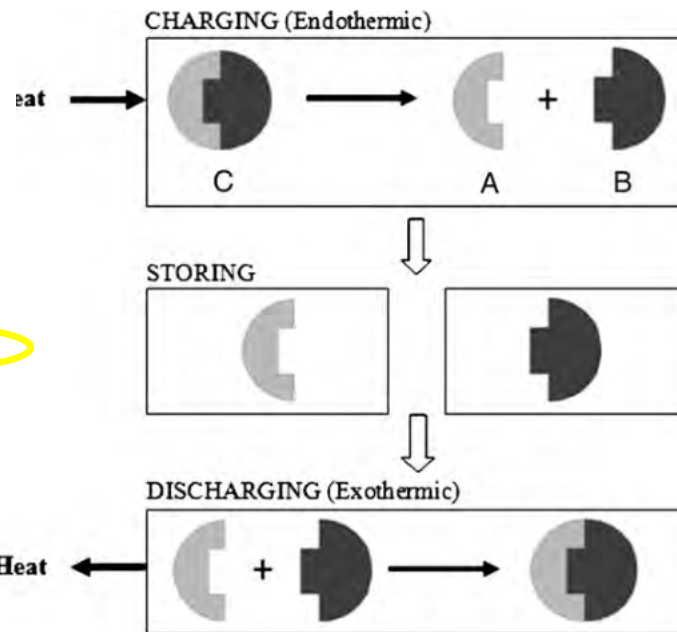 CHARGING (Endothermic)
eat
+
C A B
STORING
DISCHARGING (Exothermic)
Heat
+